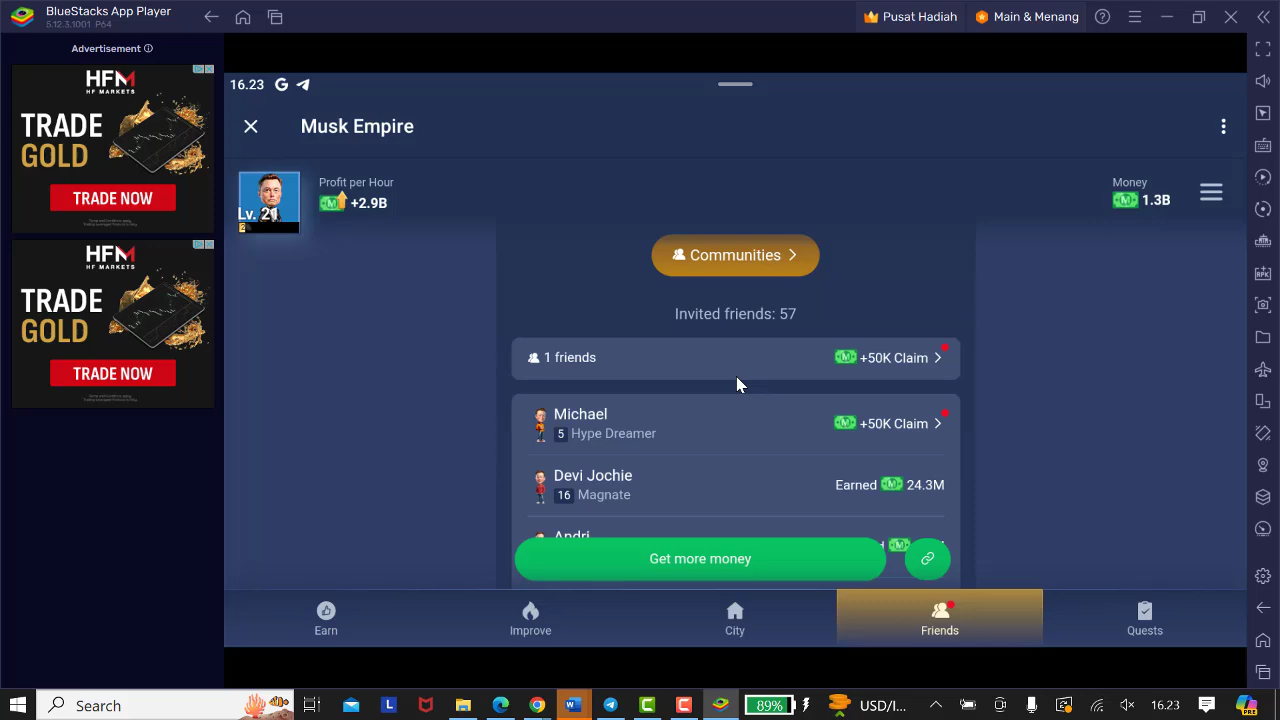 BlueStacks App Player
5.12.3.1001 P64
Pusat Hadiah
Main & Menang
Advertisement
HFM
HF MARKETS
TRADE
GOLD
TRADE NOW
HFM
HF MARKETS
TRADE
GOLD
TRADE NOW
16.23
Musk Empire
Lv. 21
Profit per Hour
+2.9B
Money
1.3B
Communities
Invited friends: 57
1 friends
+50K Claim
Michael
5 Hype Dreamer
+50K Claim
Devi Jochie
16 Magnate
Earned 24.3M
Andri
Get more money
Earn
Improve
City
Friends
Quests
Search
89%
USD/I...
16.23